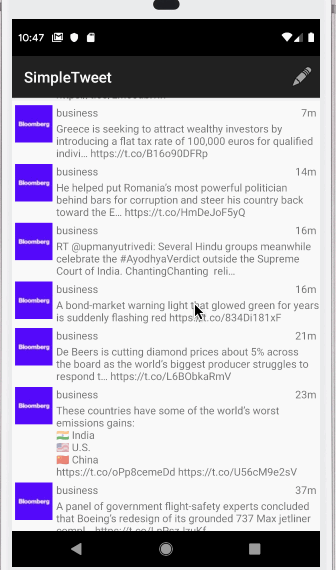 10:47
SimpleTweet
Bloomberg
business 7m
Greece is seeking to attract wealthy investors by
introducing a flat tax rate of 100,000 euros for qualified
indivi… https://t.co/B16o90DFRp
Bloomberg
business 14m
He helped put Romania's most powerful politician
behind bars for corruption and steer his country back
toward the E… https://t.co/HmDeJoF5yQ
Bloomberg
business 16m
RT @upmanyutrivedi: Several Hindu groups meanwhile
celebrate the #AyodhyaVerdict outside the Supreme
Court of India. ChantingChanting reli…
Bloomberg
business 16m
A bond-market warning light that glowed green for years
is suddenly flashing red https://t.co/834Di181xF
Bloomberg
business 21m
De Beers is cutting diamond prices about 5% across
the board as the world's biggest producer struggles to
respond t… https://t.co/L6BObkaRmV
Bloomberg
business 23m
These countries have some of the world's worst
emissions gains:
🇮🇳 India
🇺🇸 U.S.
🇨🇳 China
https://t.co/oPp8cemeDd https://t.co/U56cM9e2sV
Bloomberg
business 37m
A panel of government flight-safety experts concluded
that Boeing's redesign of its grounded 737 Max jetliner